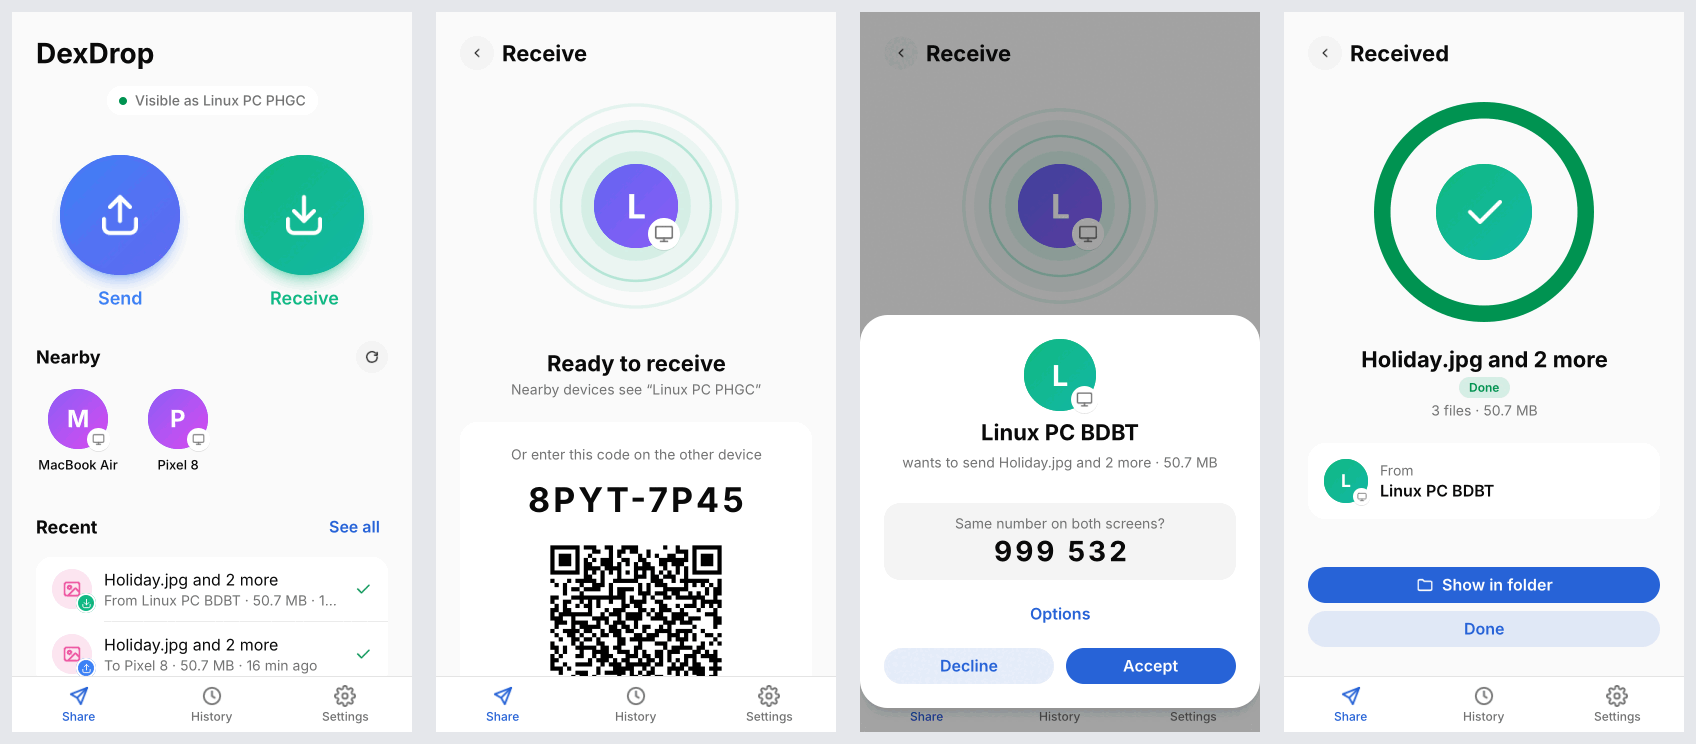 DexDrop
Visible as Linux PC PHGC
Send
Receive
Nearby
M
P
MacBook Air
Pixel 8
Recent
See all
Holiday.jpg and 2 more
From Linux PC BDBT · 50.7 MB · 1...
Holiday.jpg and 2 more
To Pixel 8 · 50.7 MB · 16 min ago
Share
History
Settings
Receive
L
Ready to receive
Nearby devices see “Linux PC PHGC”
Or enter this code on the other device
8PYT-7P45
Share
History
Settings
Receive
L
L
Linux PC BDBT
wants to send Holiday.jpg and 2 more · 50.7 MB
Same number on both screens?
999 532
Options
Decline
Accept
Share
History
Settings
Received
Holiday.jpg and 2 more
Done
3 files · 50.7 MB
L
From
Linux PC BDBT
Show in folder
Done
Share
History
Settings